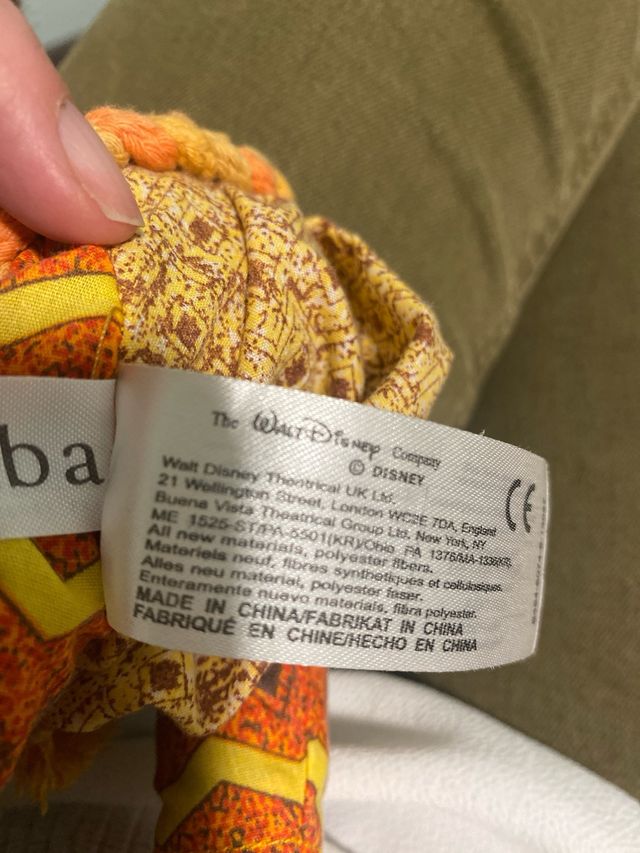 ba
The WALT DISNEY Company
© DISNEY
Walt Disney Theatrical UK Ltd.
21 Wellington Street, London WC2E 7DA, England
Buena Vista Theatrical Group Ltd. New York, NY
ME 1525-ST/PA-5501(KR)/Ohio PA 1376/MA-1336(KR)
All new materials, polyester fibers.
Materiels neuf, fibres synthetiques et cellulosiques.
Alles neu material, polyester faser.
Enteramente nuevo materials, fibra polyester.
MADE IN CHINA/FABRIKAT IN CHINA
FABRIQUÉ EN CHINE/HECHO EN CHINA
CE